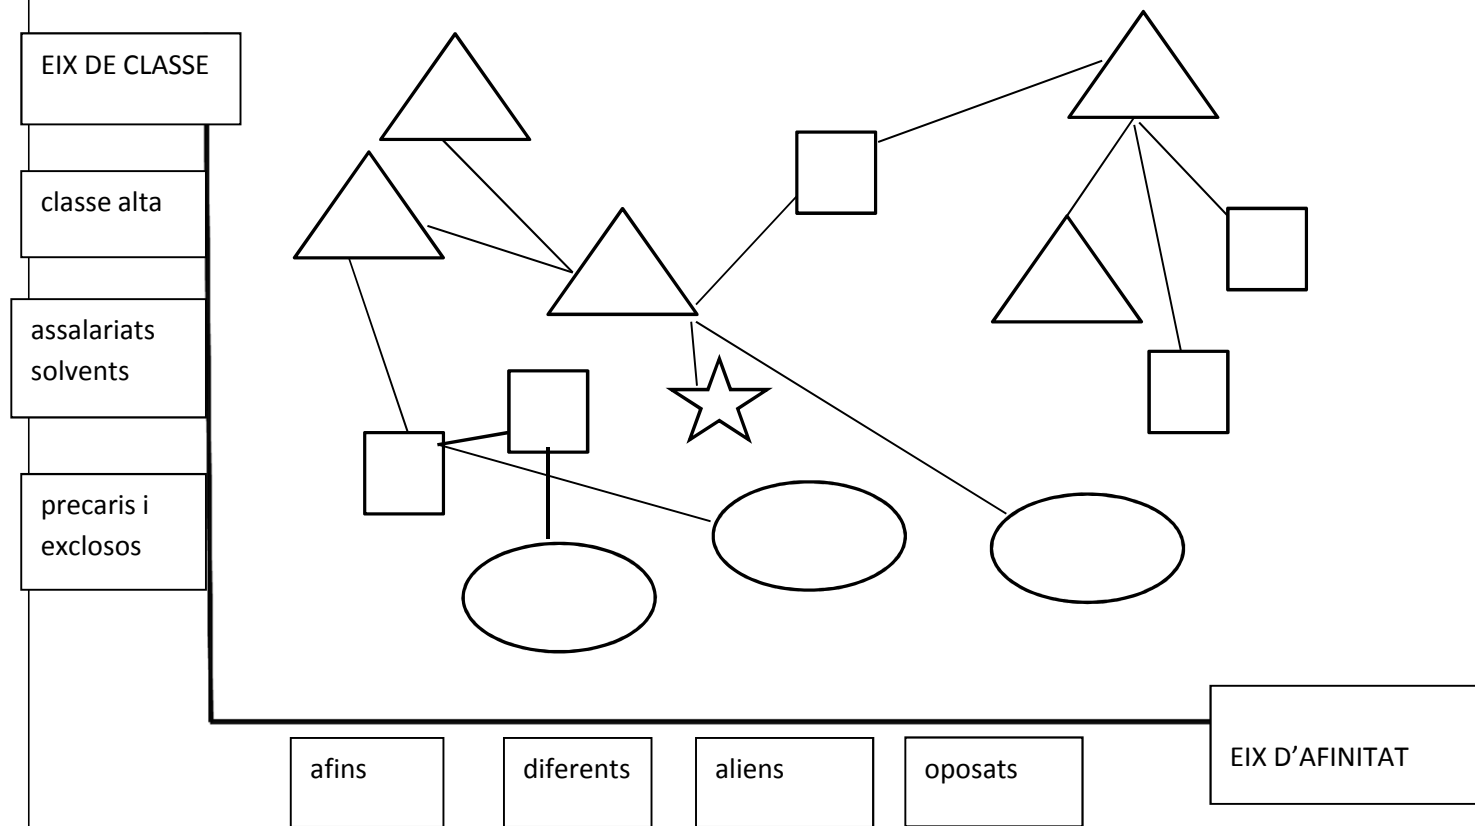 EIX DE CLASSE
classe alta
assalariats
solvents
precaris i
exclosos
afins
diferents
aliens
oposats
EIX D’AFINITAT